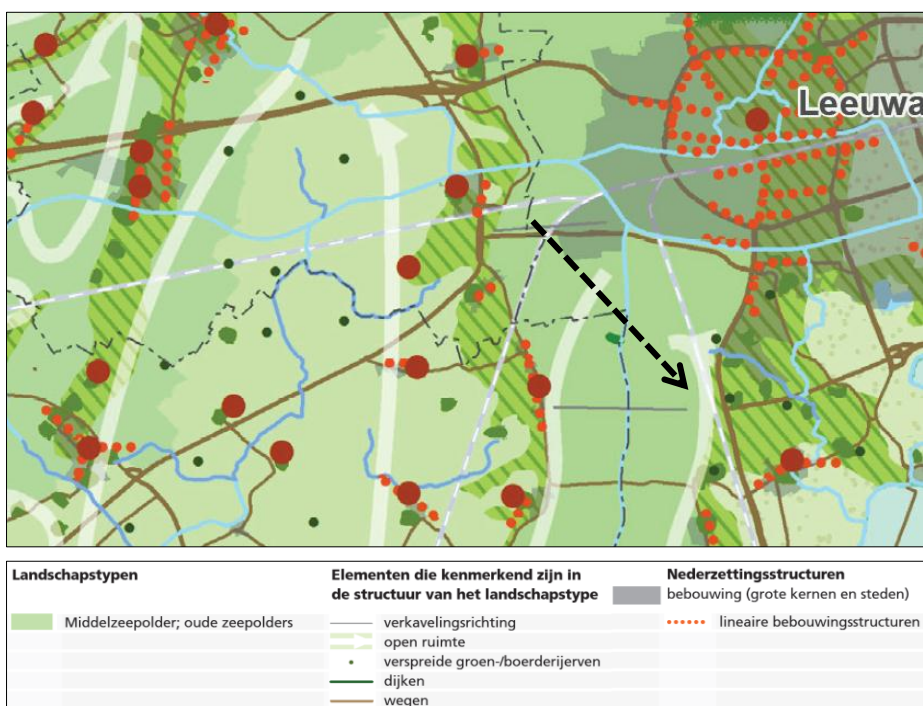 Leeuwa
Landschapstypen
Middelzeepolder; oude zeepolders
Elementen die kenmerkend zijn in
de structuur van het landschapstype
verkavelingsrichting
open ruimte
verspreide groen-/boerderijerven
dijken
wegen
Nederzettingsstructuren
bebouwing (grote kernen en steden)
lineaire bebouwingsstructuren